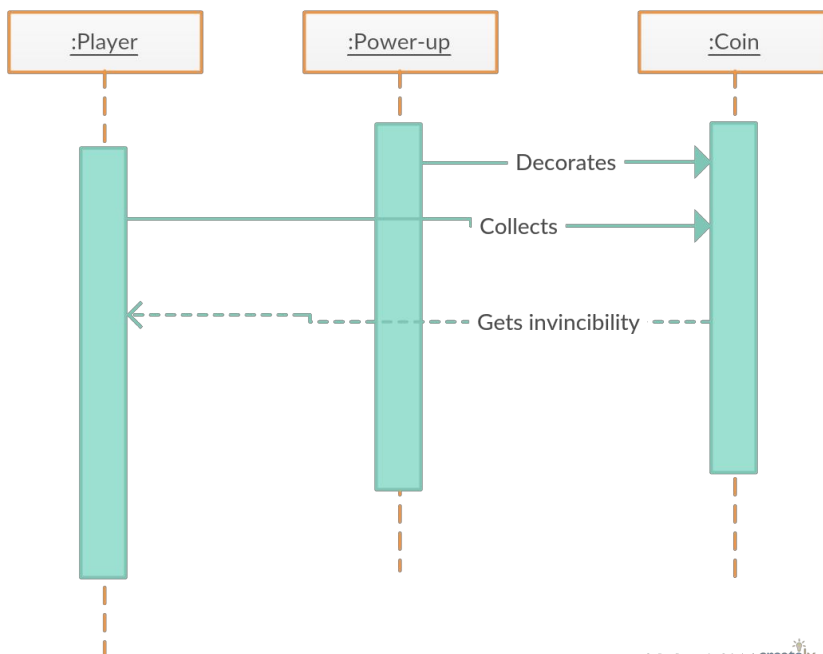 :Player
:Power-up
:Coin
Decorates
Collects
Gets invincibility